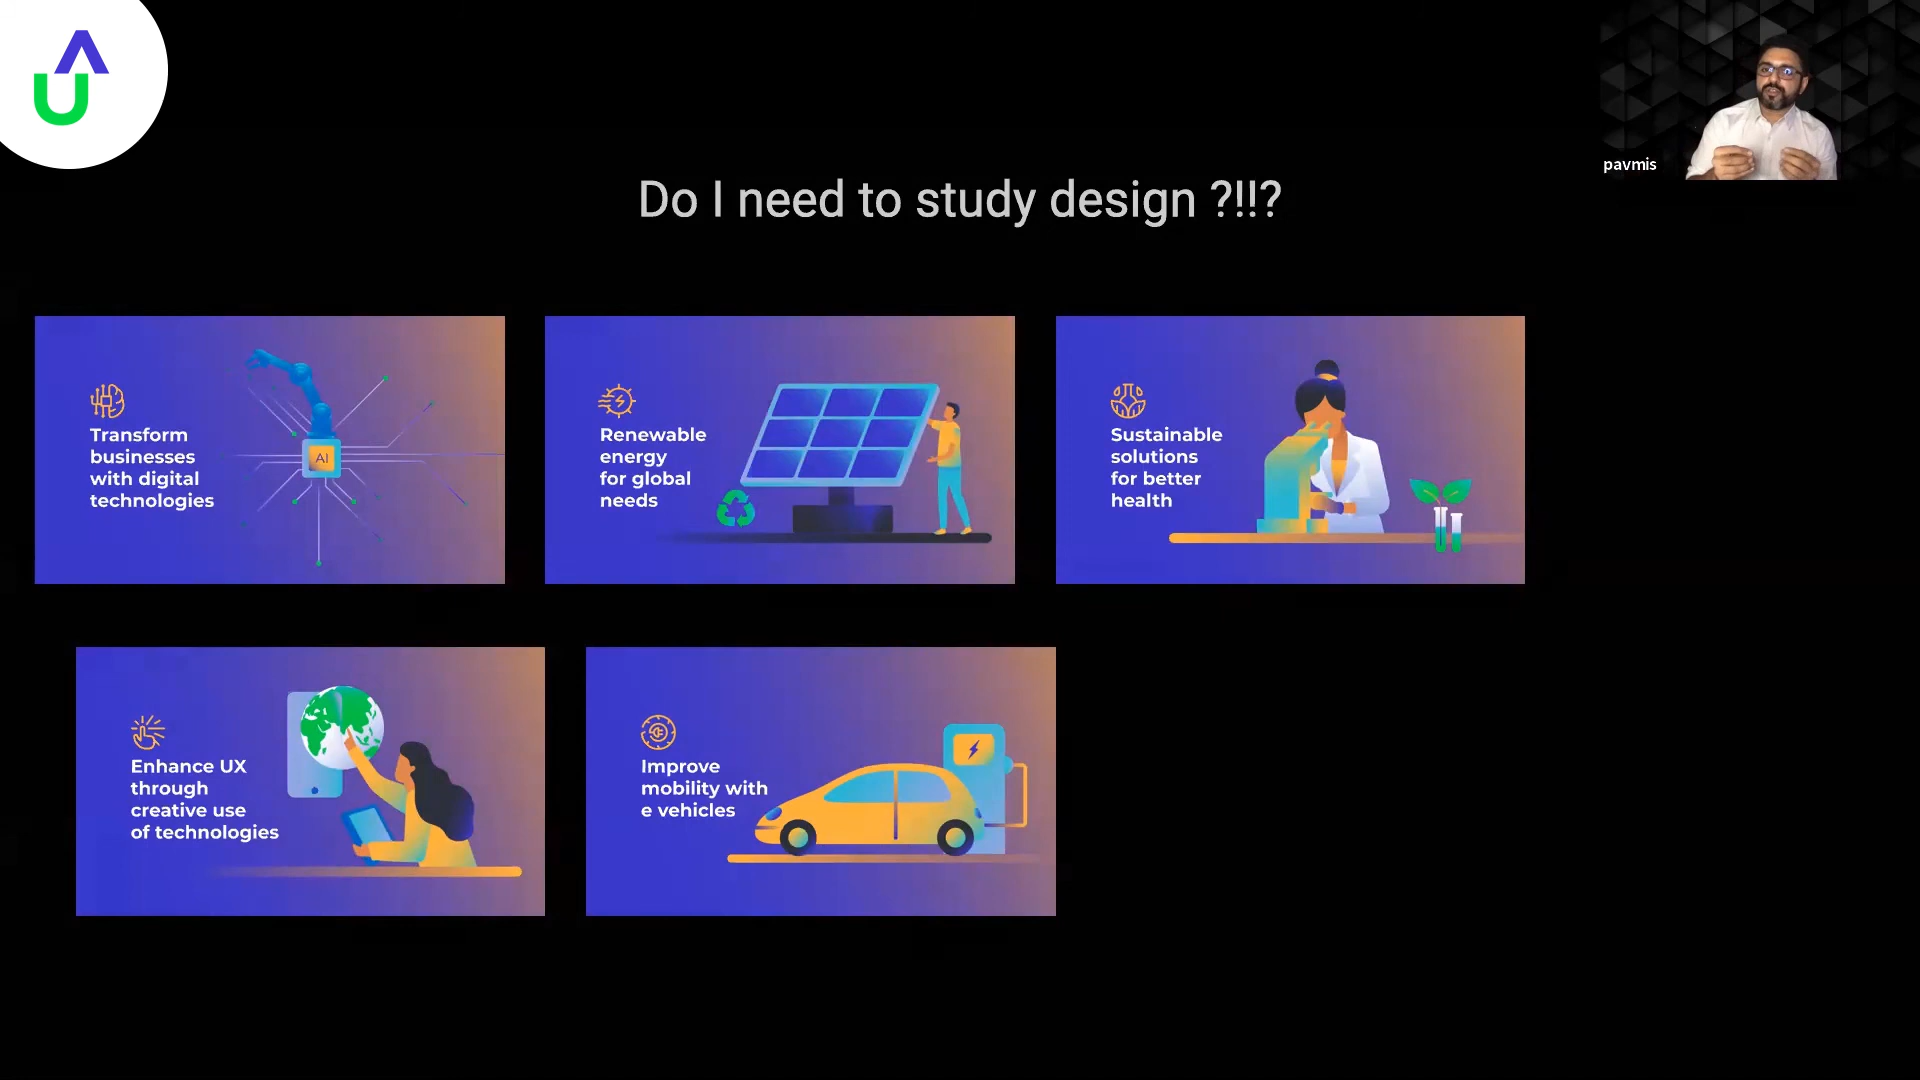 pavmis
Do I need to study design ?!!?
Transform
businesses
with digital
technologies
AI
Renewable
energy
for global
needs
Sustainable
solutions
for better
health
Enhance UX
through
creative use
of technologies
Improve
mobility with
e vehicles